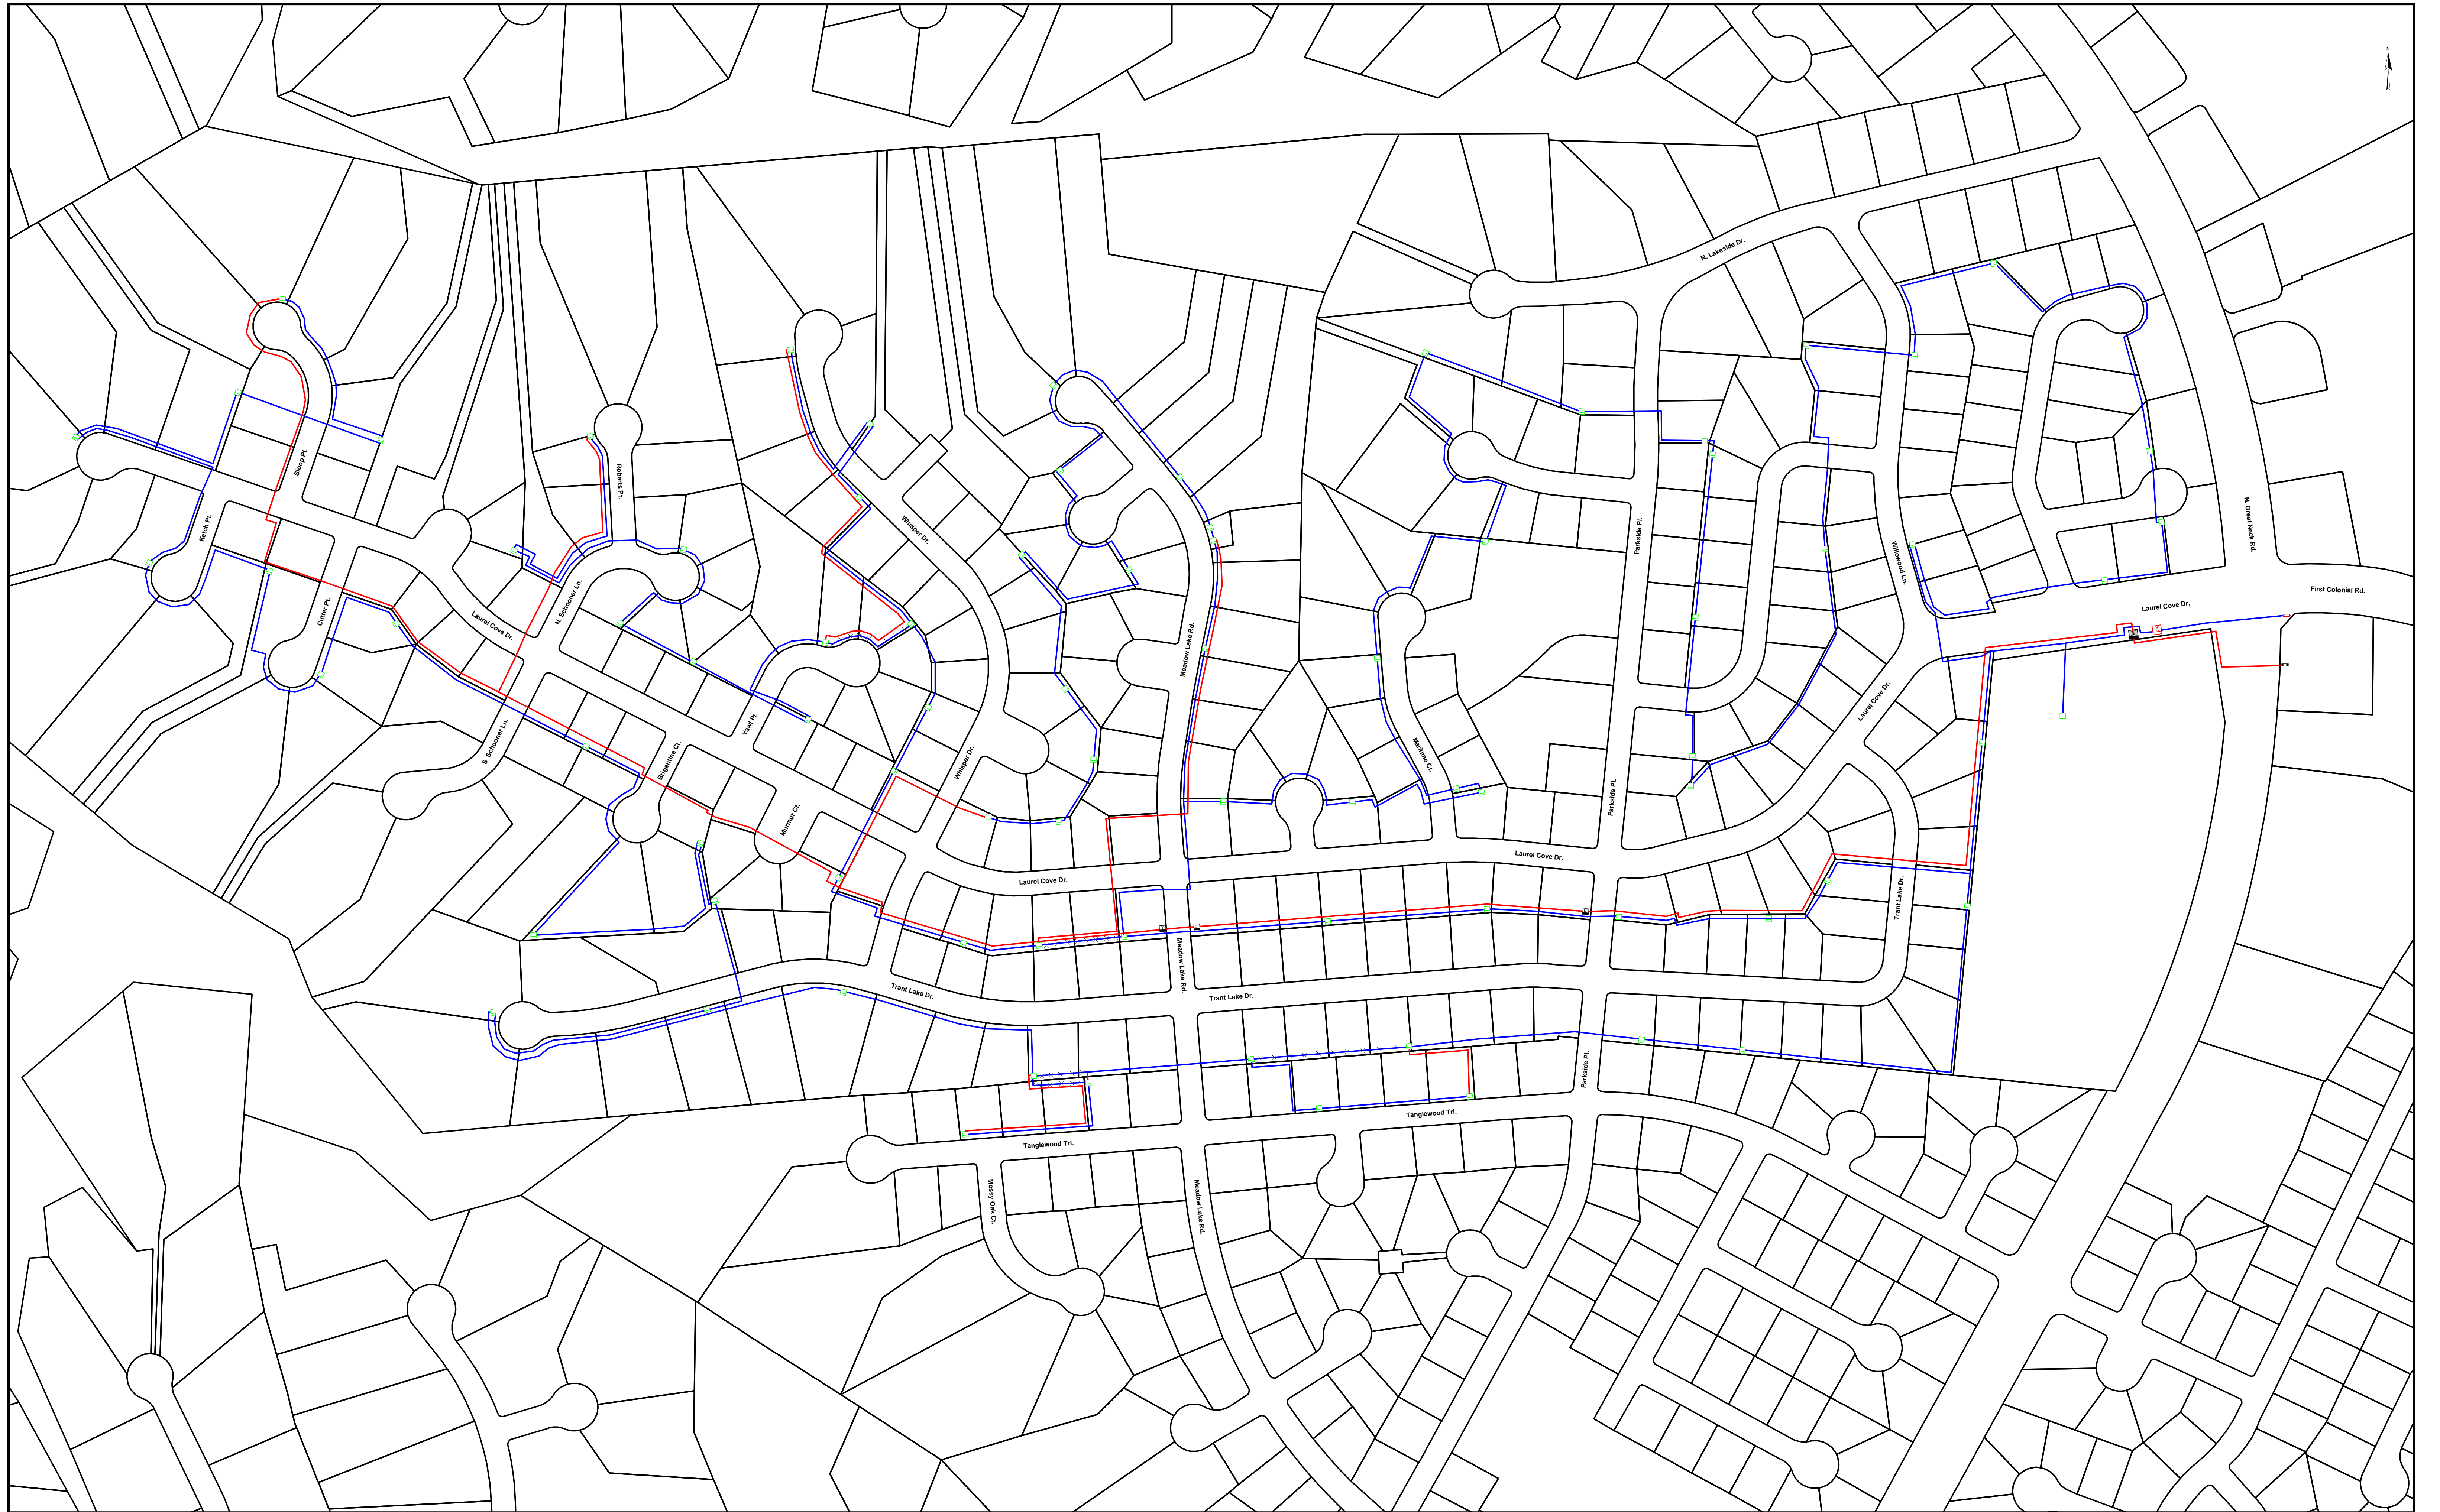 N
N. Lakeside Dr.
Sloop Pt.
Roberts Pt.
Ketch Pt.
Whisper Dr.
N. Great Neck Rd.
Parkside Pl.
Willowwood Ln.
First Colonial Rd.
Laurel Cove Dr.
Cutter Pt.
N. Schooner Ln.
Laurel Cove Dr.
Meadow Lake Rd.
Laurel Cove Dr.
S. Schooner Ln.
Yawl Pt.
Brigantine Ct.
Whisper Dr.
Maritime Ct.
Parkside Pl.
Murmur Ct.
Laurel Cove Dr.
Laurel Cove Dr.
Trant Lake Dr.
Meadow Lake Rd.
Trant Lake Dr.
Trant Lake Dr.
Parkside Pl.
Tanglewood Trl.
Tanglewood Trl.
Mossy Oak Ct.
Meadow Lake Rd.